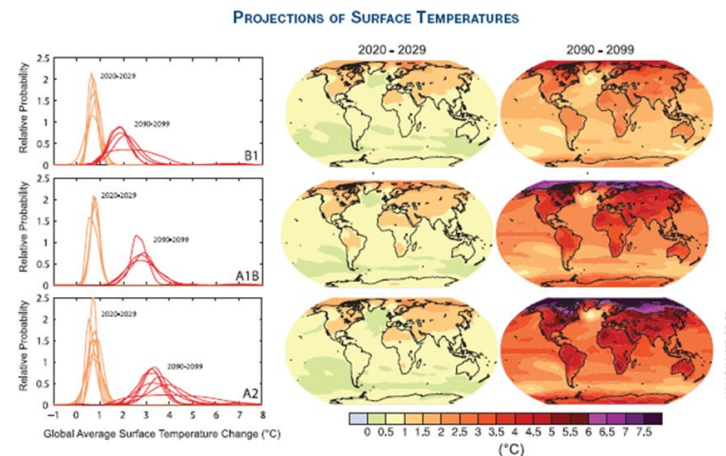 PROJECTIONS OF SURFACE TEMPERATURES
2020 - 2029
2090 - 2099
Relative Probability
2.5
2
1.5
1
0.5
0
2020-2029
2090-2099
B1
Relative Probability
2.5
2
1.5
1
0.5
0
2020-2029
2090-2099
A1B
Relative Probability
2.5
2
1.5
1
0.5
0
2020-2029
2090-2099
A2
−1 0 1 2 3 4 5 6 7 8
Global Average Surface Temperature Change (°C)
0 0.5 1 1.5 2 2.5 3 3.5 4 4.5 5 5.5 6 6.5 7 7.5
(°C)